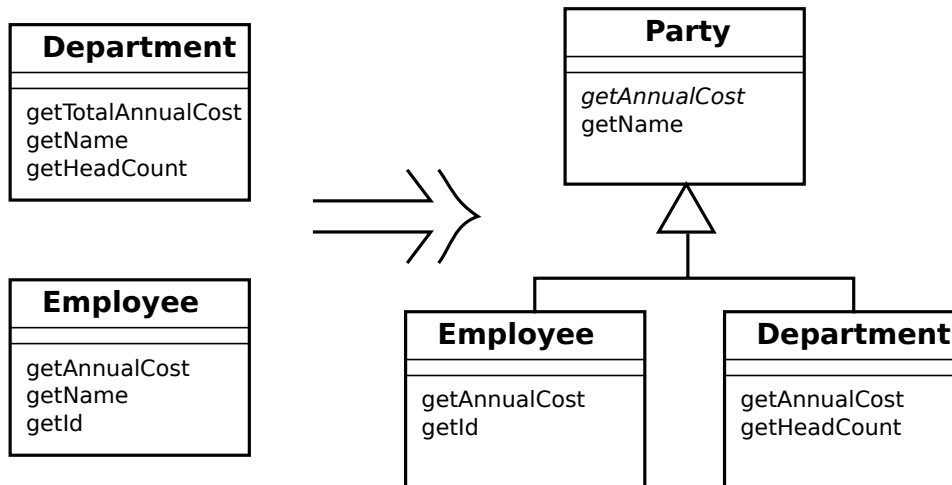 Department
getTotalAnnualCost
getName
getHeadCount
Employee
getAnnualCost
getName
getId
Party
getAnnualCost
getName
Employee
getAnnualCost
getId
Department
getAnnualCost
getHeadCount